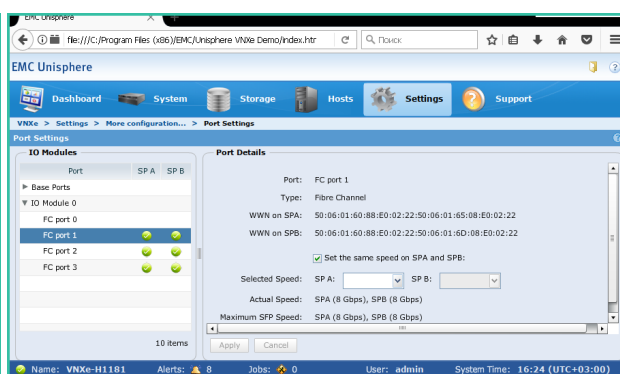 EMC Unisphere
file:///C:/Program Files (x86)/EMC/Unisphere VNXe Demo/index.htr
Поиск
EMC Unisphere
Dashboard System Storage Hosts Settings Support
VNXe > Settings > More configuration... > Port Settings
Port Settings
IO Modules
Port SP A SP B
Base Ports
IO Module 0
FC port 0
FC port 1
FC port 2
FC port 3
10 items
Port Details
Port: FC port 1
Type: Fibre Channel
WWN on SPA: 50:06:01:60:88:E0:02:22:50:06:01:65:08:E0:02:22
WWN on SPB: 50:06:01:60:88:E0:02:22:50:06:01:6D:08:E0:02:22
Set the same speed on SPA and SPB:
Selected Speed: SP A: SP B:
Actual Speed: SPA (8 Gbps), SPB (8 Gbps)
Maximum SFP Speed: SPA (8 Gbps), SPB (8 Gbps)
Apply Cancel
Name: VNXe-H1181 Alerts: 8 Jobs: 0 User: admin System Time: 16:24 (UTC+03:00)